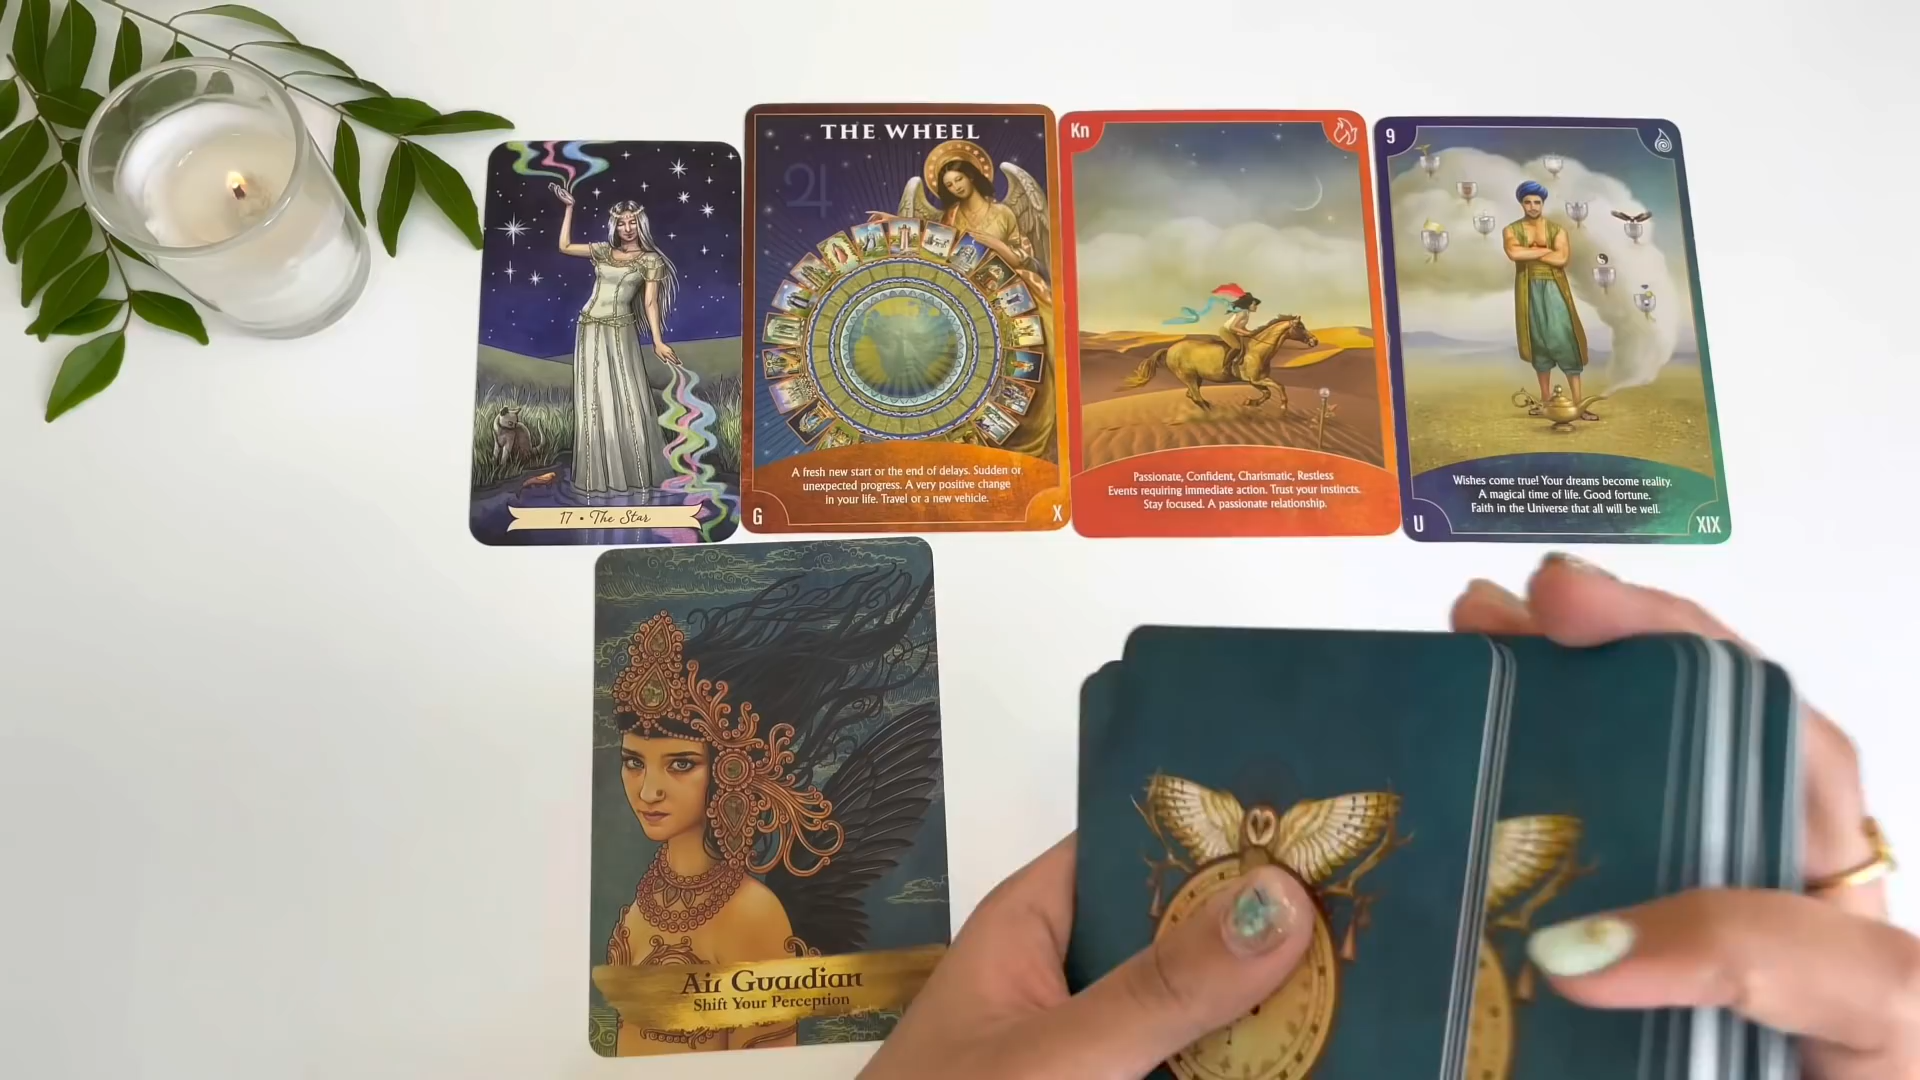 THE WHEEL
A fresh new start or the end of delays. Sudden or
unexpected progress. A very positive change
in your life. Travel or a new vehicle.
G
X
Kn
Passionate, Confident, Charismatic, Restless
Events requiring immediate action. Trust your instincts.
Stay focused. A passionate relationship.
9
Wishes come true! Your dreams become reality.
A magical time of life. Good fortune.
Faith in the Universe that all will be well.
U
XIX
17 • The Star
Air Guardian
Shift Your Perception